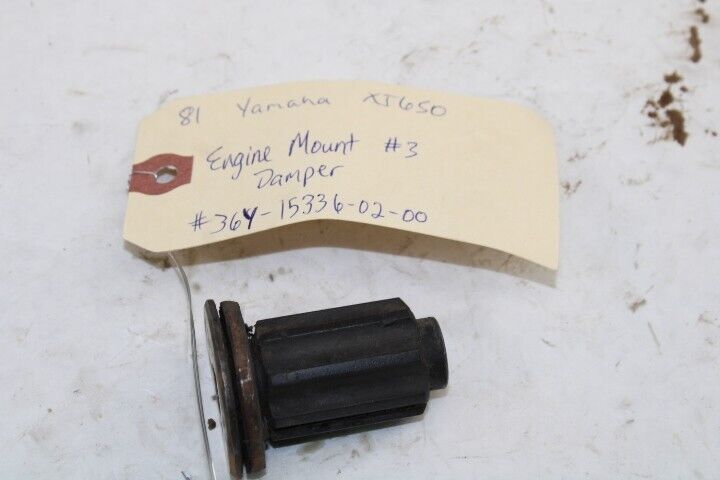 81 Yamaha XJ650
Engine Mount #3
Damper
#36Y-15336-02-00